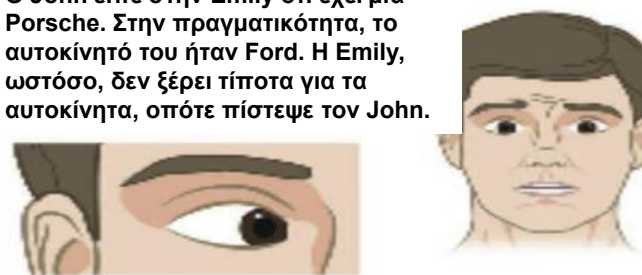 Ο John είπε στην Emily ότι έχει μια
Porsche. Στην πραγματικότητα, το
αυτοκίνητό του ήταν Ford. Η Emily,
ωστόσο, δεν ξέρει τίποτα για τα
αυτοκίνητα, οπότε πίστεψε τον John.